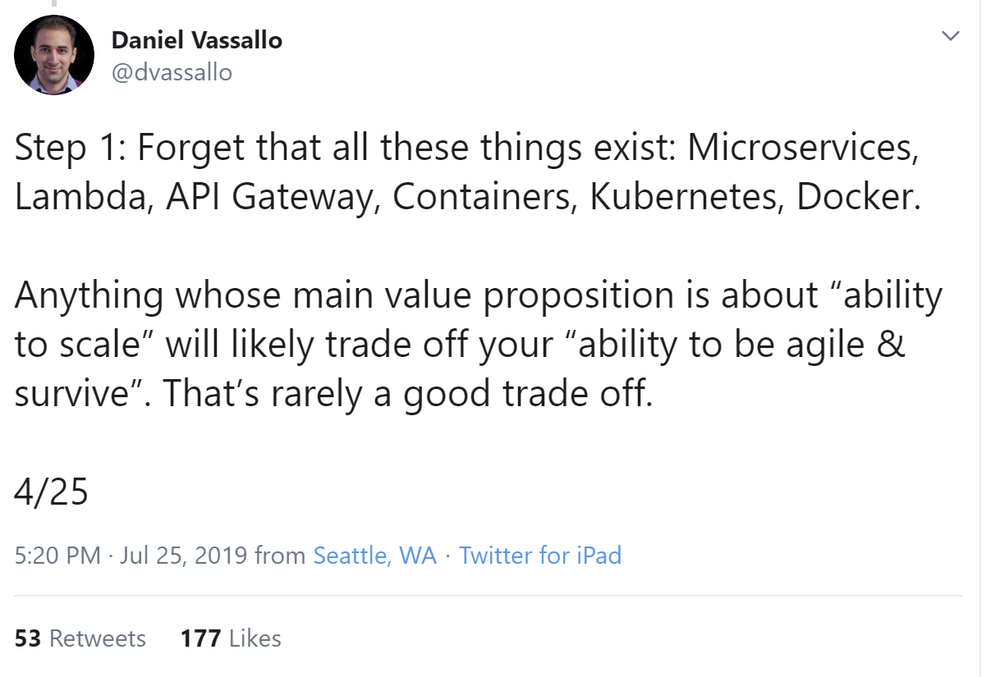 Daniel Vassallo
@dvassallo
Step 1: Forget that all these things exist: Microservices,
Lambda, API Gateway, Containers, Kubernetes, Docker.
Anything whose main value proposition is about “ability
to scale” will likely trade off your “ability to be agile &
survive”. That’s rarely a good trade off.
4/25
5:20 PM · Jul 25, 2019 from Seattle, WA · Twitter for iPad
53 Retweets 177 Likes